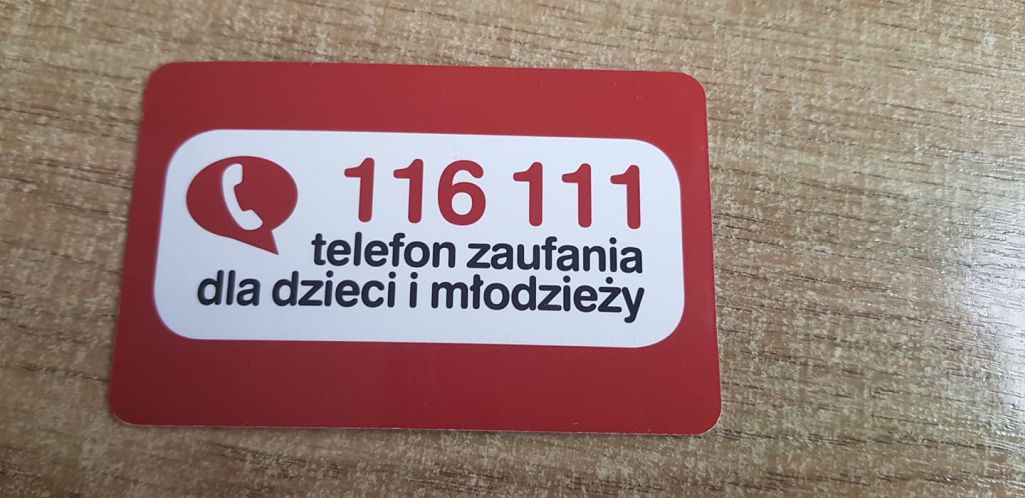 116 111
telefon zaufania
dla dzieci i młodzieży